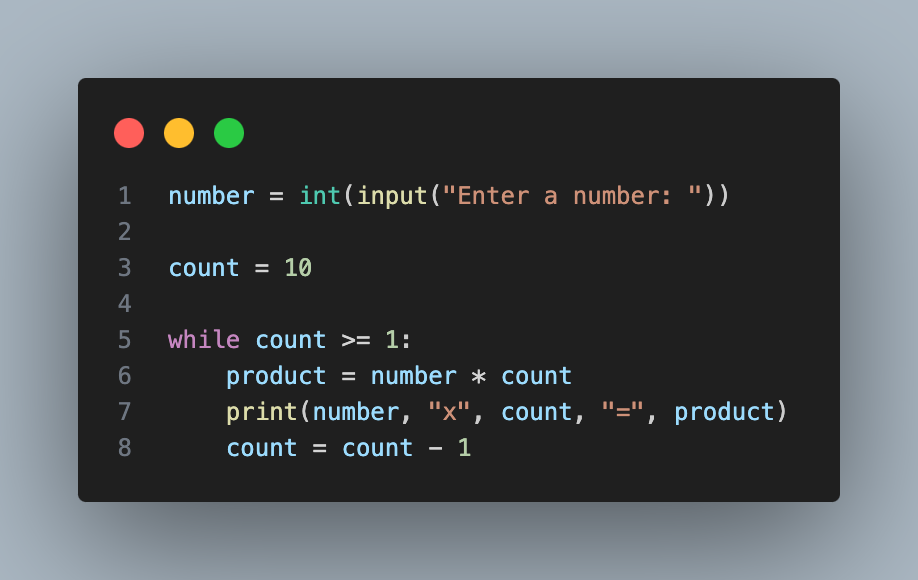 1 number = int(input("Enter a number: "))
2
3 count = 10
4
5 while count >= 1:
6     product = number * count
7     print(number, "x", count, "=", product)
8     count = count - 1